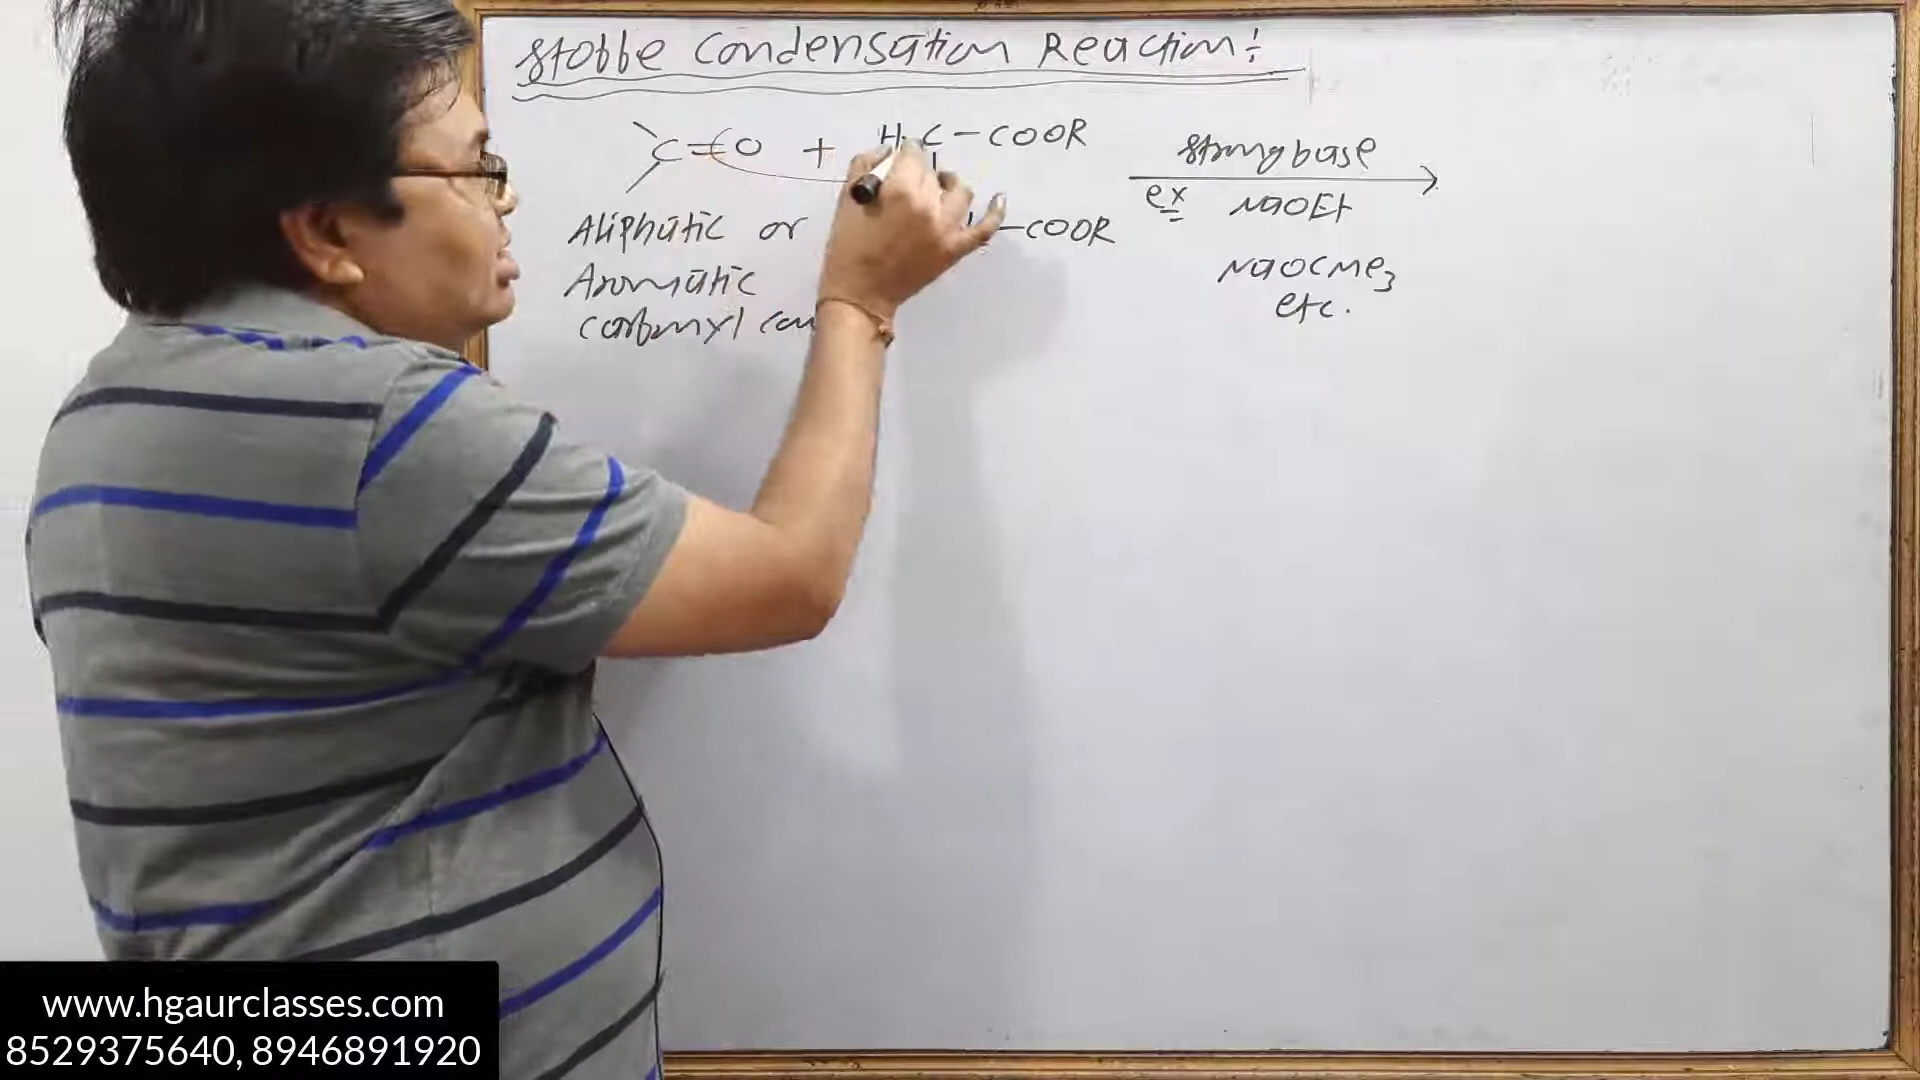 Stobbe Condensation Reaction:
C=O + H C-COOR
strong base
ex NaOEt
Aliphatic or
-COOR
Aromatic
NaOCMe3
carbonyl
etc.
www.hgaurclasses.com
8529375640, 8946891920